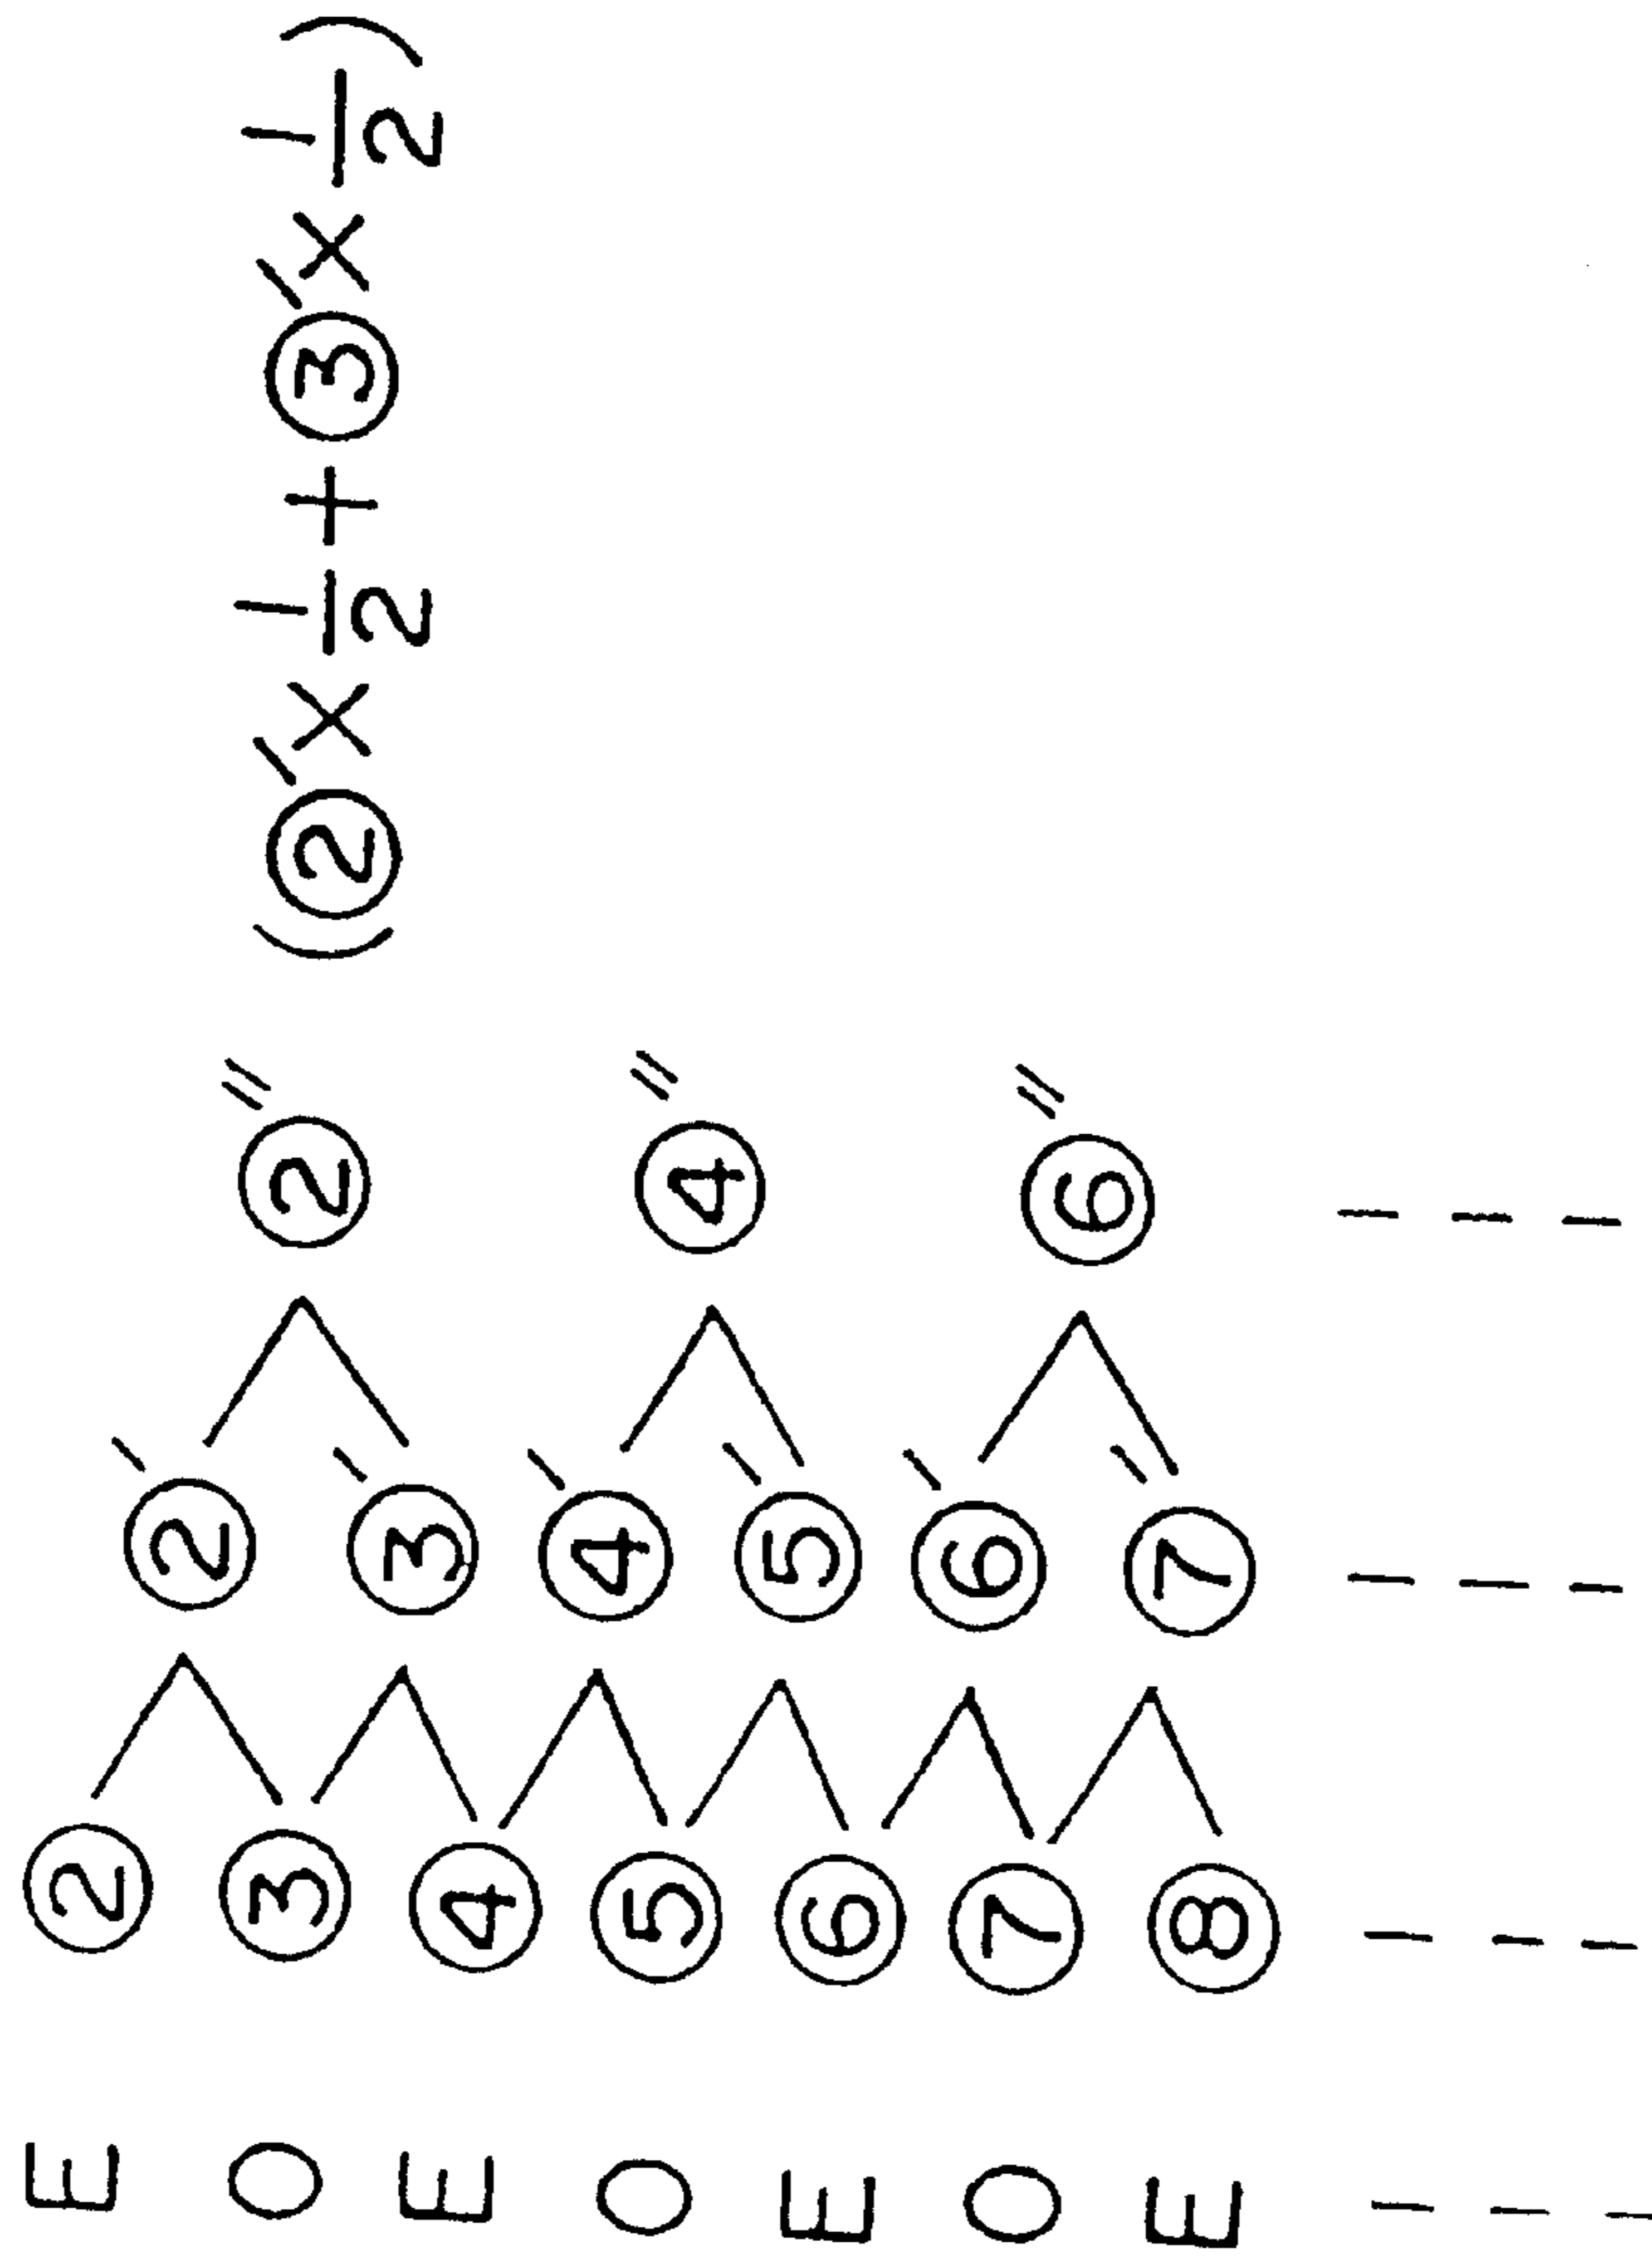 E ②
②′
O ③ ②″ (②′ × 1/2 + ③′ × 1/2)
③′
E ④
④′
O ⑤ ④″
⑤′
E ⑥
⑥′
O ⑦ ⑥″
E ⑧ ⑦′